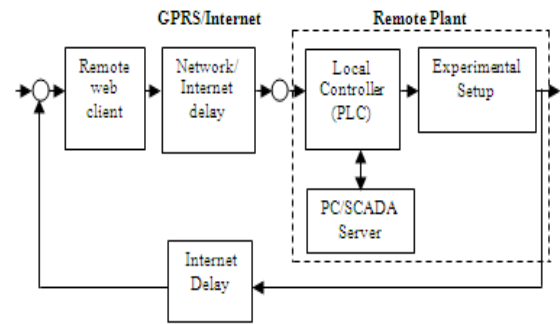 GPRS/Internet
Remote Plant
Remote
web
client
Network/
Internet
delay
Local
Controller
(PLC)
Experimental
Setup
PC/SCADA
Server
Internet
Delay